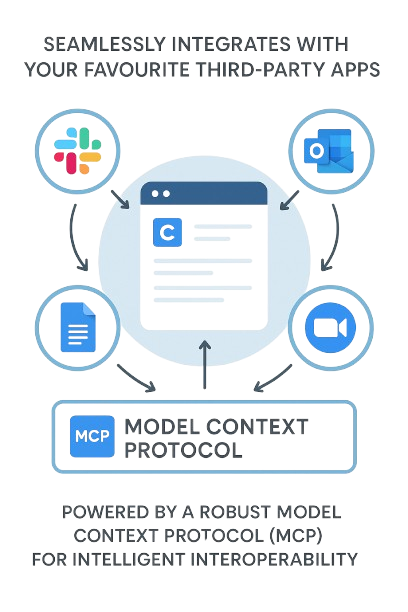 SEAMLESSLY INTEGRATES WITH
YOUR FAVOURITE THIRD-PARTY APPS
O
C
MCP
MODEL CONTEXT
PROTOCOL
POWERED BY A ROBUST MODEL
CONTEXT PROTOCOL (MCP)
FOR INTELLIGENT INTEROPERABILITY